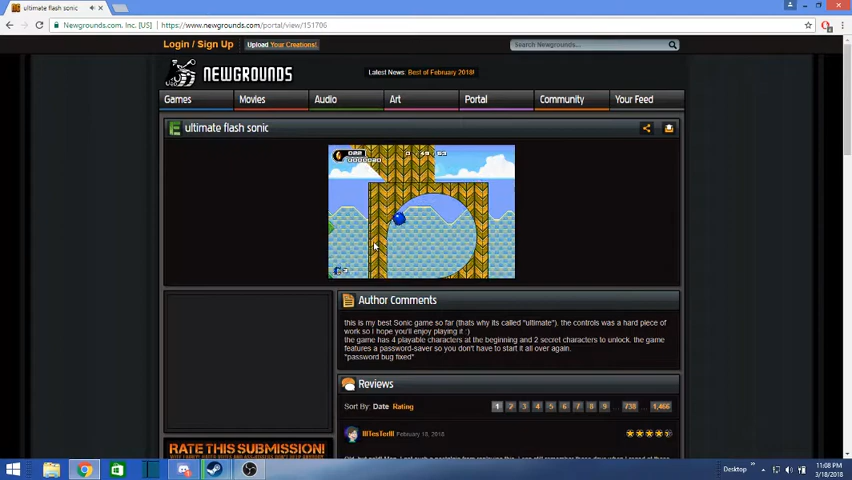 ultimate flash sonic
Newgrounds.com, Inc. [US]
https://www.newgrounds.com/portal/view/151706
Login / Sign Up
Upload Your Creations!
Search Newgrounds...
NEWGROUNDS
Latest News: Best of February 2018!
Games
Movies
Audio
Art
Portal
Community
Your Feed
E ultimate flash sonic
Author Comments
this is my best Sonic game so far (thats why its called "ultimate"). the controls was a hard piece of
work so I hope you'll enjoy playing it :)
the game has 4 playable characters at the beginning and 2 secret characters to unlock. the game
features a password-saver so you don't have to start it all over again.
"password bug fixed"
Reviews
Sort By: Date Rating
1 2 3 4 5 6 7 8 9 ... 738 ... 1,466
February 18, 2018
RATE THIS SUBMISSION!
Desktop
11:08 PM
3/18/2018